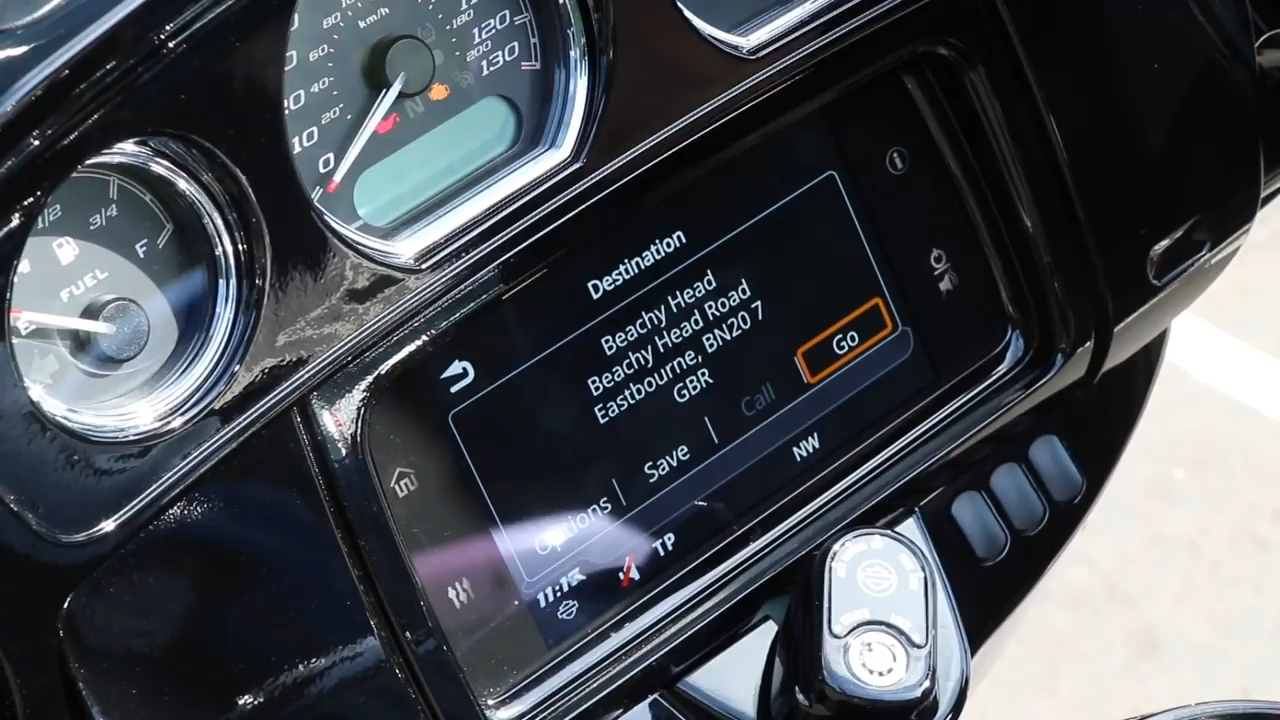 80
km/h
180
120
60
200
130
40
20
10
20
N
0
1/2
3/4
F
FUEL
E
Destination
Beachy Head
Beachy Head Road
Eastbourne, BN20 7
GBR
Go
Call
Save
Options
NW
TP